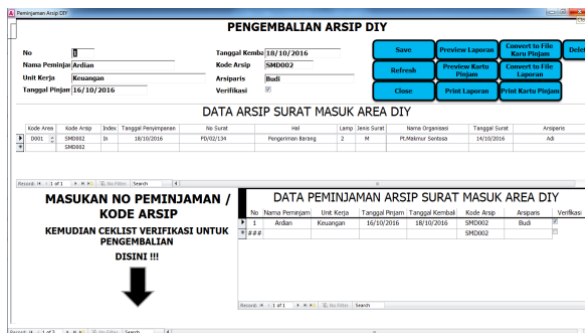 Peminjaman Arsip DIY
PENGEMBALIAN ARSIP DIY
No 1
Nama Peminjam Ardian
Unit Kerja Keuangan
Tanggal Pinjam 16/10/2016
Tanggal Kemba 18/10/2016
Kode Arsip SMD002
Arsiparis Budi
Verifikasi
Save Preview Laporan Convert to File Karu Pinjam Delet
Refresh Preview Kartu Pinjam Convert to File Laporan
Close Print Laporan Print Kartu Pinjam
DATA ARSIP SURAT MASUK AREA DIY
Kode Area Kode Arsip Index Tanggal Penyimpanan No Surat Hal Lamp Jenis Surat Nama Organisasi Tanggal Surat Arsiparis
D001 SMD002 In 18/10/2016 PD/02/134 Pengiriman Barang 2 M Pt.Makmur Sentosa 14/10/2016 Adi
SMD002
Record: 1 of 1 No Filter Search
MASUKAN NO PEMINJAMAN /
KODE ARSIP
KEMUDIAN CEKLIST VERIFIKASI UNTUK
PENGEMBALIAN
DISINI !!!
DATA PEMINJAMAN ARSIP SURAT MASUK AREA DIY
No Nama Peminjam Unit Kerja Tanggal Pinjam Tanggal Kembali Kode Arsip Arsiparis Verifikasi
1 Ardian Keuangan 16/10/2016 18/10/2016 SMD002 Budi
### SMD002
Record: 1 of 1 No Filter Search
Record: 1 of 2 No Filter Search